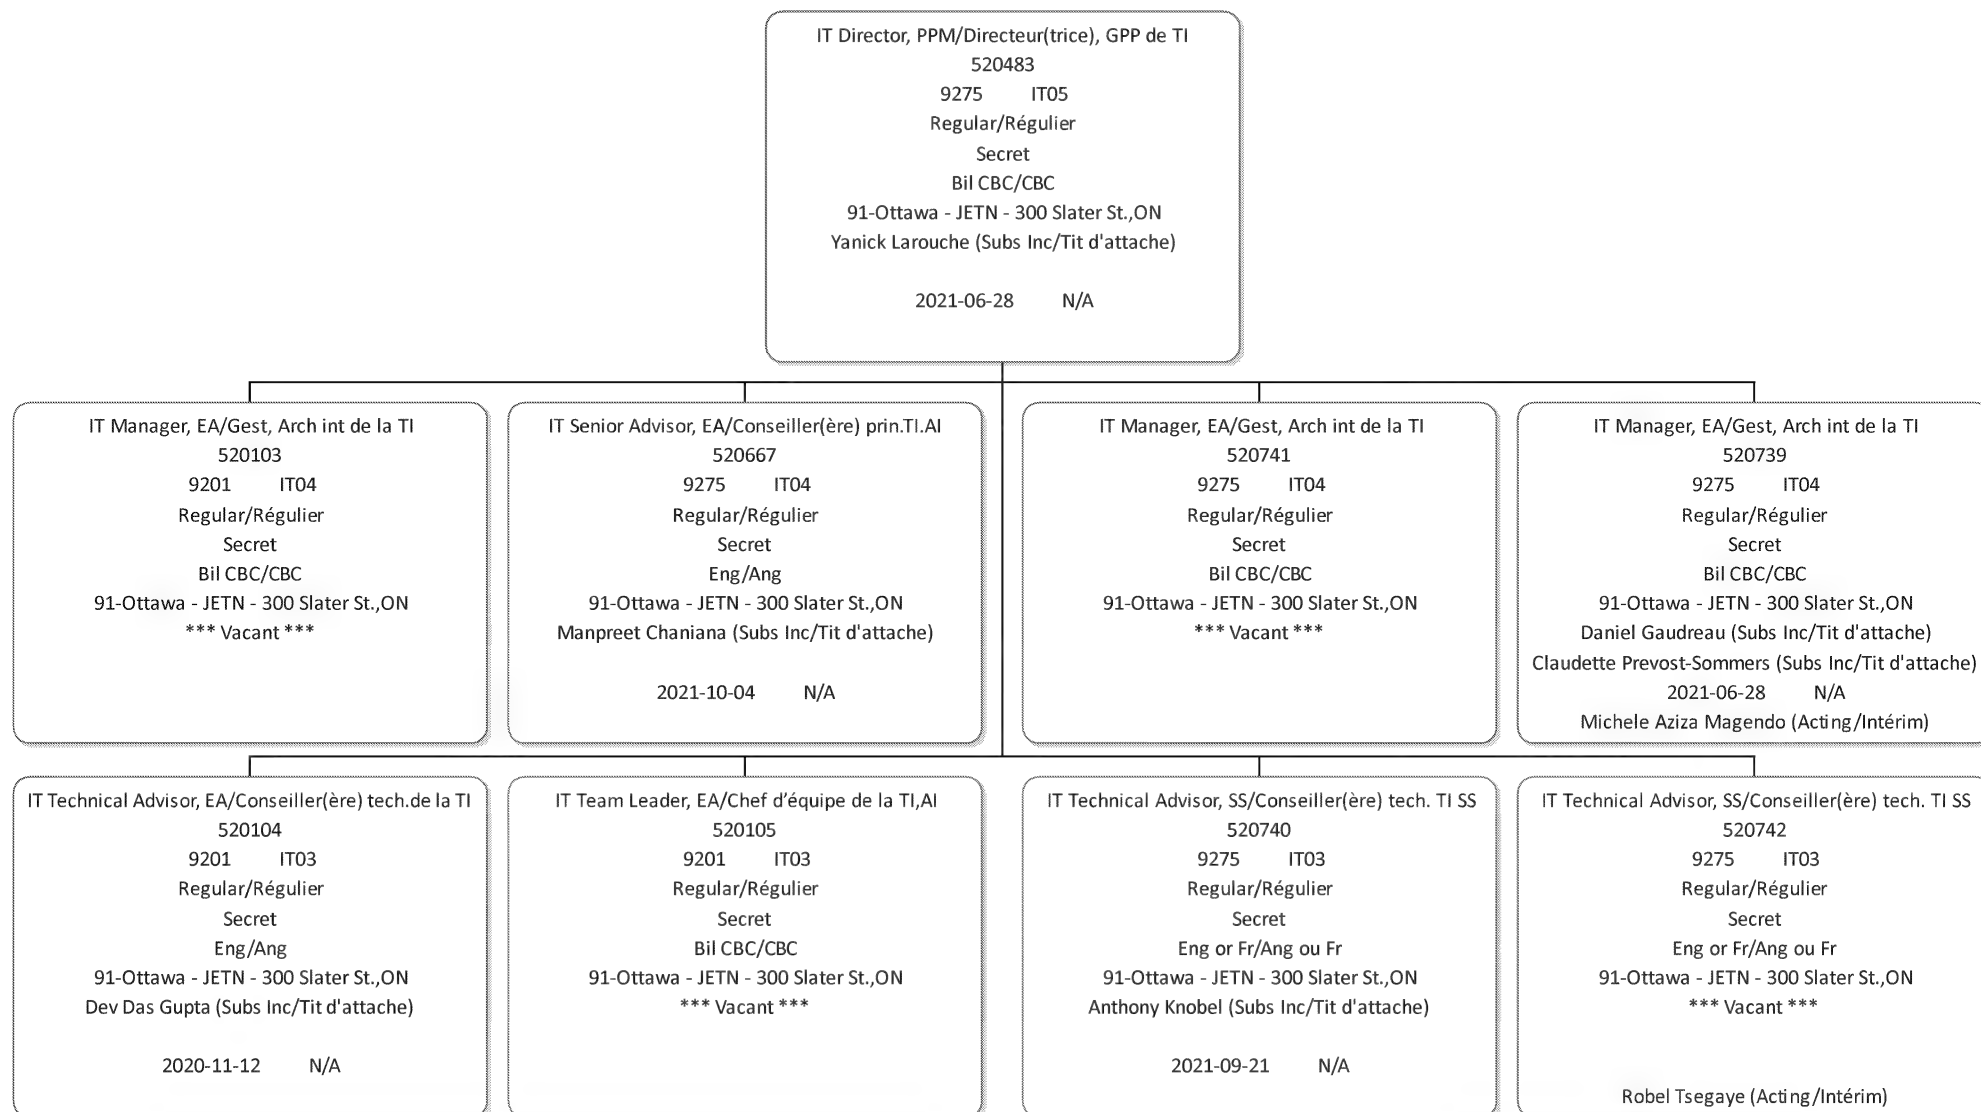 IT Director, PPM/Directeur(trice), GPP de TI
520483
9275 IT05
Regular/Régulier
Secret
Bil CBC/CBC
91-Ottawa - JETN - 300 Slater St.,ON
Yanick Larouche (Subs Inc/Tit d'attache)
2021-06-28 N/A
IT Manager, EA/Gest, Arch int de la TI
520103
9201 IT04
Regular/Régulier
Secret
Bil CBC/CBC
91-Ottawa - JETN - 300 Slater St.,ON
*** Vacant ***
IT Senior Advisor, EA/Conseiller(ère) prin.TI.AI
520667
9275 IT04
Regular/Régulier
Secret
Eng/Ang
91-Ottawa - JETN - 300 Slater St.,ON
Manpreet Chaniana (Subs Inc/Tit d'attache)
2021-10-04 N/A
IT Manager, EA/Gest, Arch int de la TI
520741
9275 IT04
Regular/Régulier
Secret
Bil CBC/CBC
91-Ottawa - JETN - 300 Slater St.,ON
*** Vacant ***
IT Manager, EA/Gest, Arch int de la TI
520739
9275 IT04
Regular/Régulier
Secret
Bil CBC/CBC
91-Ottawa - JETN - 300 Slater St.,ON
Daniel Gaudreau (Subs Inc/Tit d'attache)
Claudette Prevost-Sommers (Subs Inc/Tit d'attache)
2021-06-28 N/A
Michele Aziza Magendo (Acting/Intérim)
IT Technical Advisor, EA/Conseiller(ère) tech.de la TI
520104
9201 IT03
Regular/Régulier
Secret
Eng/Ang
91-Ottawa - JETN - 300 Slater St.,ON
Dev Das Gupta (Subs Inc/Tit d'attache)
2020-11-12 N/A
IT Team Leader, EA/Chef d’équipe de la TI,AI
520105
9201 IT03
Regular/Régulier
Secret
Bil CBC/CBC
91-Ottawa - JETN - 300 Slater St.,ON
*** Vacant ***
IT Technical Advisor, SS/Conseiller(ère) tech. TI SS
520740
9275 IT03
Regular/Régulier
Secret
Eng or Fr/Ang ou Fr
91-Ottawa - JETN - 300 Slater St.,ON
Anthony Knobel (Subs Inc/Tit d'attache)
2021-09-21 N/A
IT Technical Advisor, SS/Conseiller(ère) tech. TI SS
520742
9275 IT03
Regular/Régulier
Secret
Eng or Fr/Ang ou Fr
91-Ottawa - JETN - 300 Slater St.,ON
*** Vacant ***
Robel Tsegaye (Acting/Intérim)